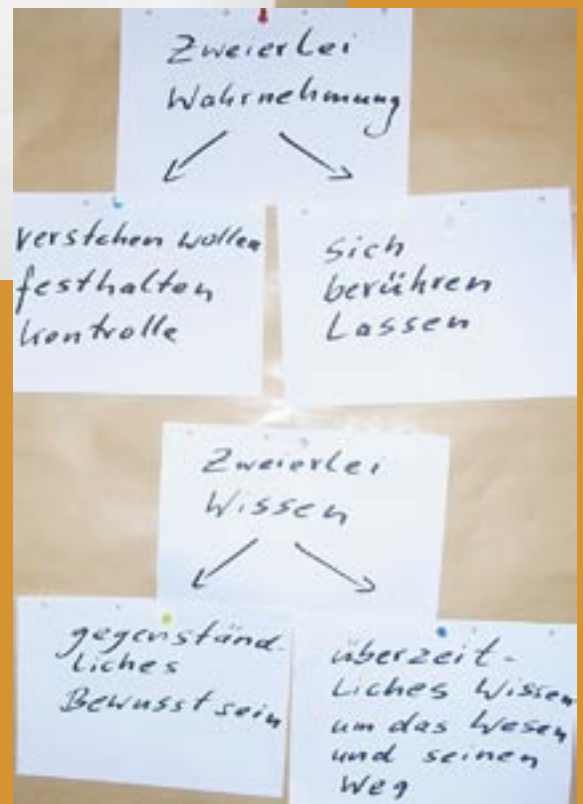 Zweierlei
Wahrnehmung
verstehen wollen
festhalten
kontrolle
sich
berühren
Lassen
Zweierlei
Wissen
gegenständ-
liches
Bewusstsein
überzeit-
liches Wissen
um das Wesen
und seinen
Weg